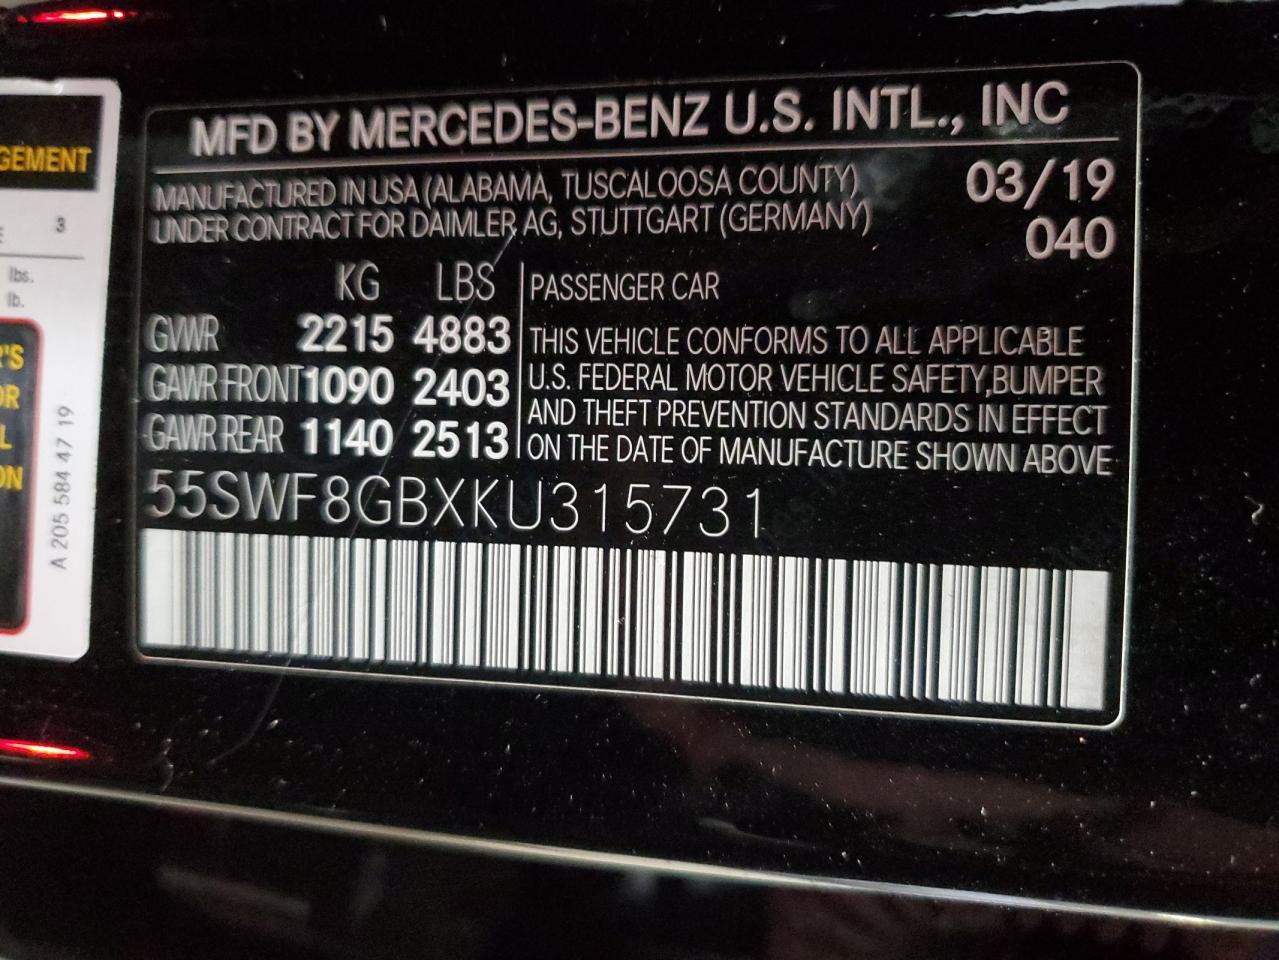 MFD BY MERCEDES-BENZ U.S. INTL., INC
MANUFACTURED IN USA (ALABAMA, TUSCALOOSA COUNTY)
UNDER CONTRACT FOR DAIMLER AG, STUTTGART (GERMANY)
03/19
040
KG LBS
GWWR 2215 4883
GAWR FRONT 1090 2403
GAWR REAR 1140 2513
PASSENGER CAR
THIS VEHICLE CONFORMS TO ALL APPLICABLE
U.S. FEDERAL MOTOR VEHICLE SAFETY,BUMPER
AND THEFT PREVENTION STANDARDS IN EFFECT
ON THE DATE OF MANUFACTURE SHOWN ABOVE
55SWF8GBXKU315731
GEMENT
3
lbs.
lb.
R'S
OR
L
ON
A 205 584 47 19